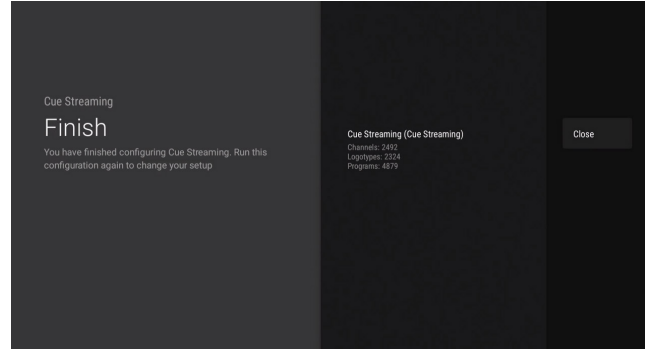 Cue Streaming
Finish
You have finished configuring Cue Streaming. Run this
configuration again to change your setup
Cue Streaming (Cue Streaming)
Channels: 2492
Logotypes: 2324
Programs: 4879
Close